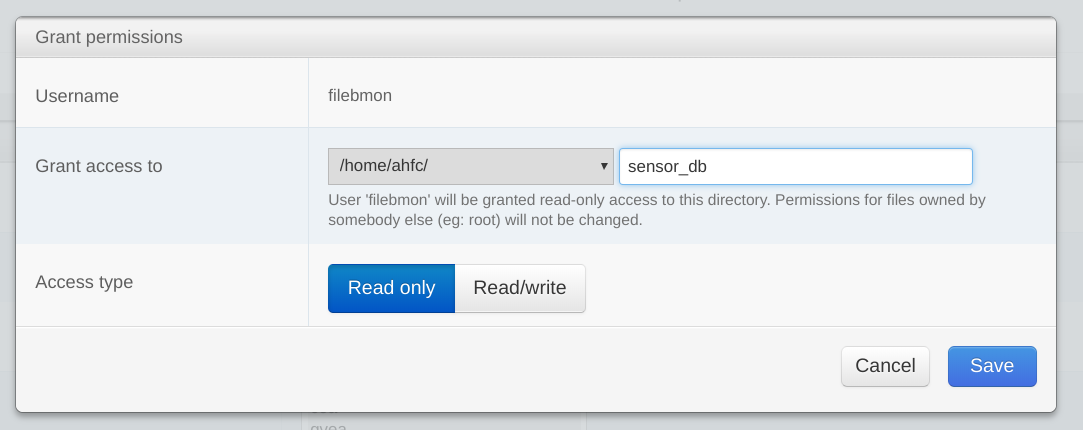 Grant permissions
Username
filebmon
Grant access to
/home/ahfc/
sensor_db
User 'filebmon' will be granted read-only access to this directory. Permissions for files owned by
somebody else (eg: root) will not be changed.
Access type
Read only
Read/write
Cancel
Save